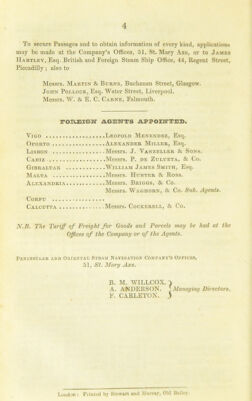 4
To secure Passages and to obtain information of every kind, applications
may be made at the Company's Offices, 51, St. Mary Axe, or to JAMES
HARTLEY, Esq. British and Foreign Steam Ship Office, 44, Regent Street,
Piccadilly; also to
Messrs. MARTIN & BURNS, Buchanan Street, Glasgow.
JOHN POLLOCK, Esq. Water Street, Liverpool.
Messrs. W. & E. C. CARNE, Falmouth.
FOREIGN AGENTS APPOINTED.
VIGO ................... LEOPOLD MENENDEZ, Esq.
OPORTO ................ ALEXANDER MILLER, Esq.
LISBON ................. Messrs. J. VANZELLER & SONS.
CADIZ .................. Messrs. P. DE ZULUETA, & Co.
GIBRALTAR ............. WILLIAM JAMES SMITH, Esq.
MALTA ................. Messrs. HUNTER & ROSS.
ALEXANDRIA............ Messrs. BRIGGS, & Co.
Messrs. WAGHORN, & Co. Sub. Agents.
CORFU ................
CALCUTTA .............. Messrs. COCKERELL, & Co.
N.B. The Tariff of Freight for Goods and Parcels may be had at the
Offices of the Company or of the Agents.
PENINSULAR AND ORIENTAL STEAM NAVIGATION COMPANY'S OFFICES,
51, St. Mary Axe.
B. M. WILLCOX,
A. ANDERSON. } Managing Directors.
F. CARLETON.
London: Printed by Stewart and Murray, Old Bailey.